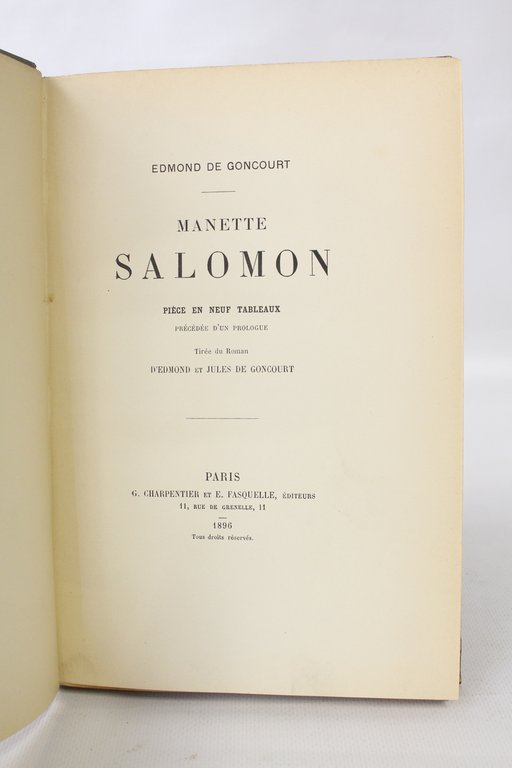 EDMOND DE GONCOURT
MANETTE
SALOMON
PIÈCE EN NEUF TABLEAUX
PRÉCÉDÉE D'UN PROLOGUE
Tirée du Roman
D'EDMOND ET JULES DE GONCOURT
PARIS
G. CHARPENTIER ET E. FASQUELLE, ÉDITEURS
11, RUE DE GRENELLE, 11
1896
Tous droits réservés.